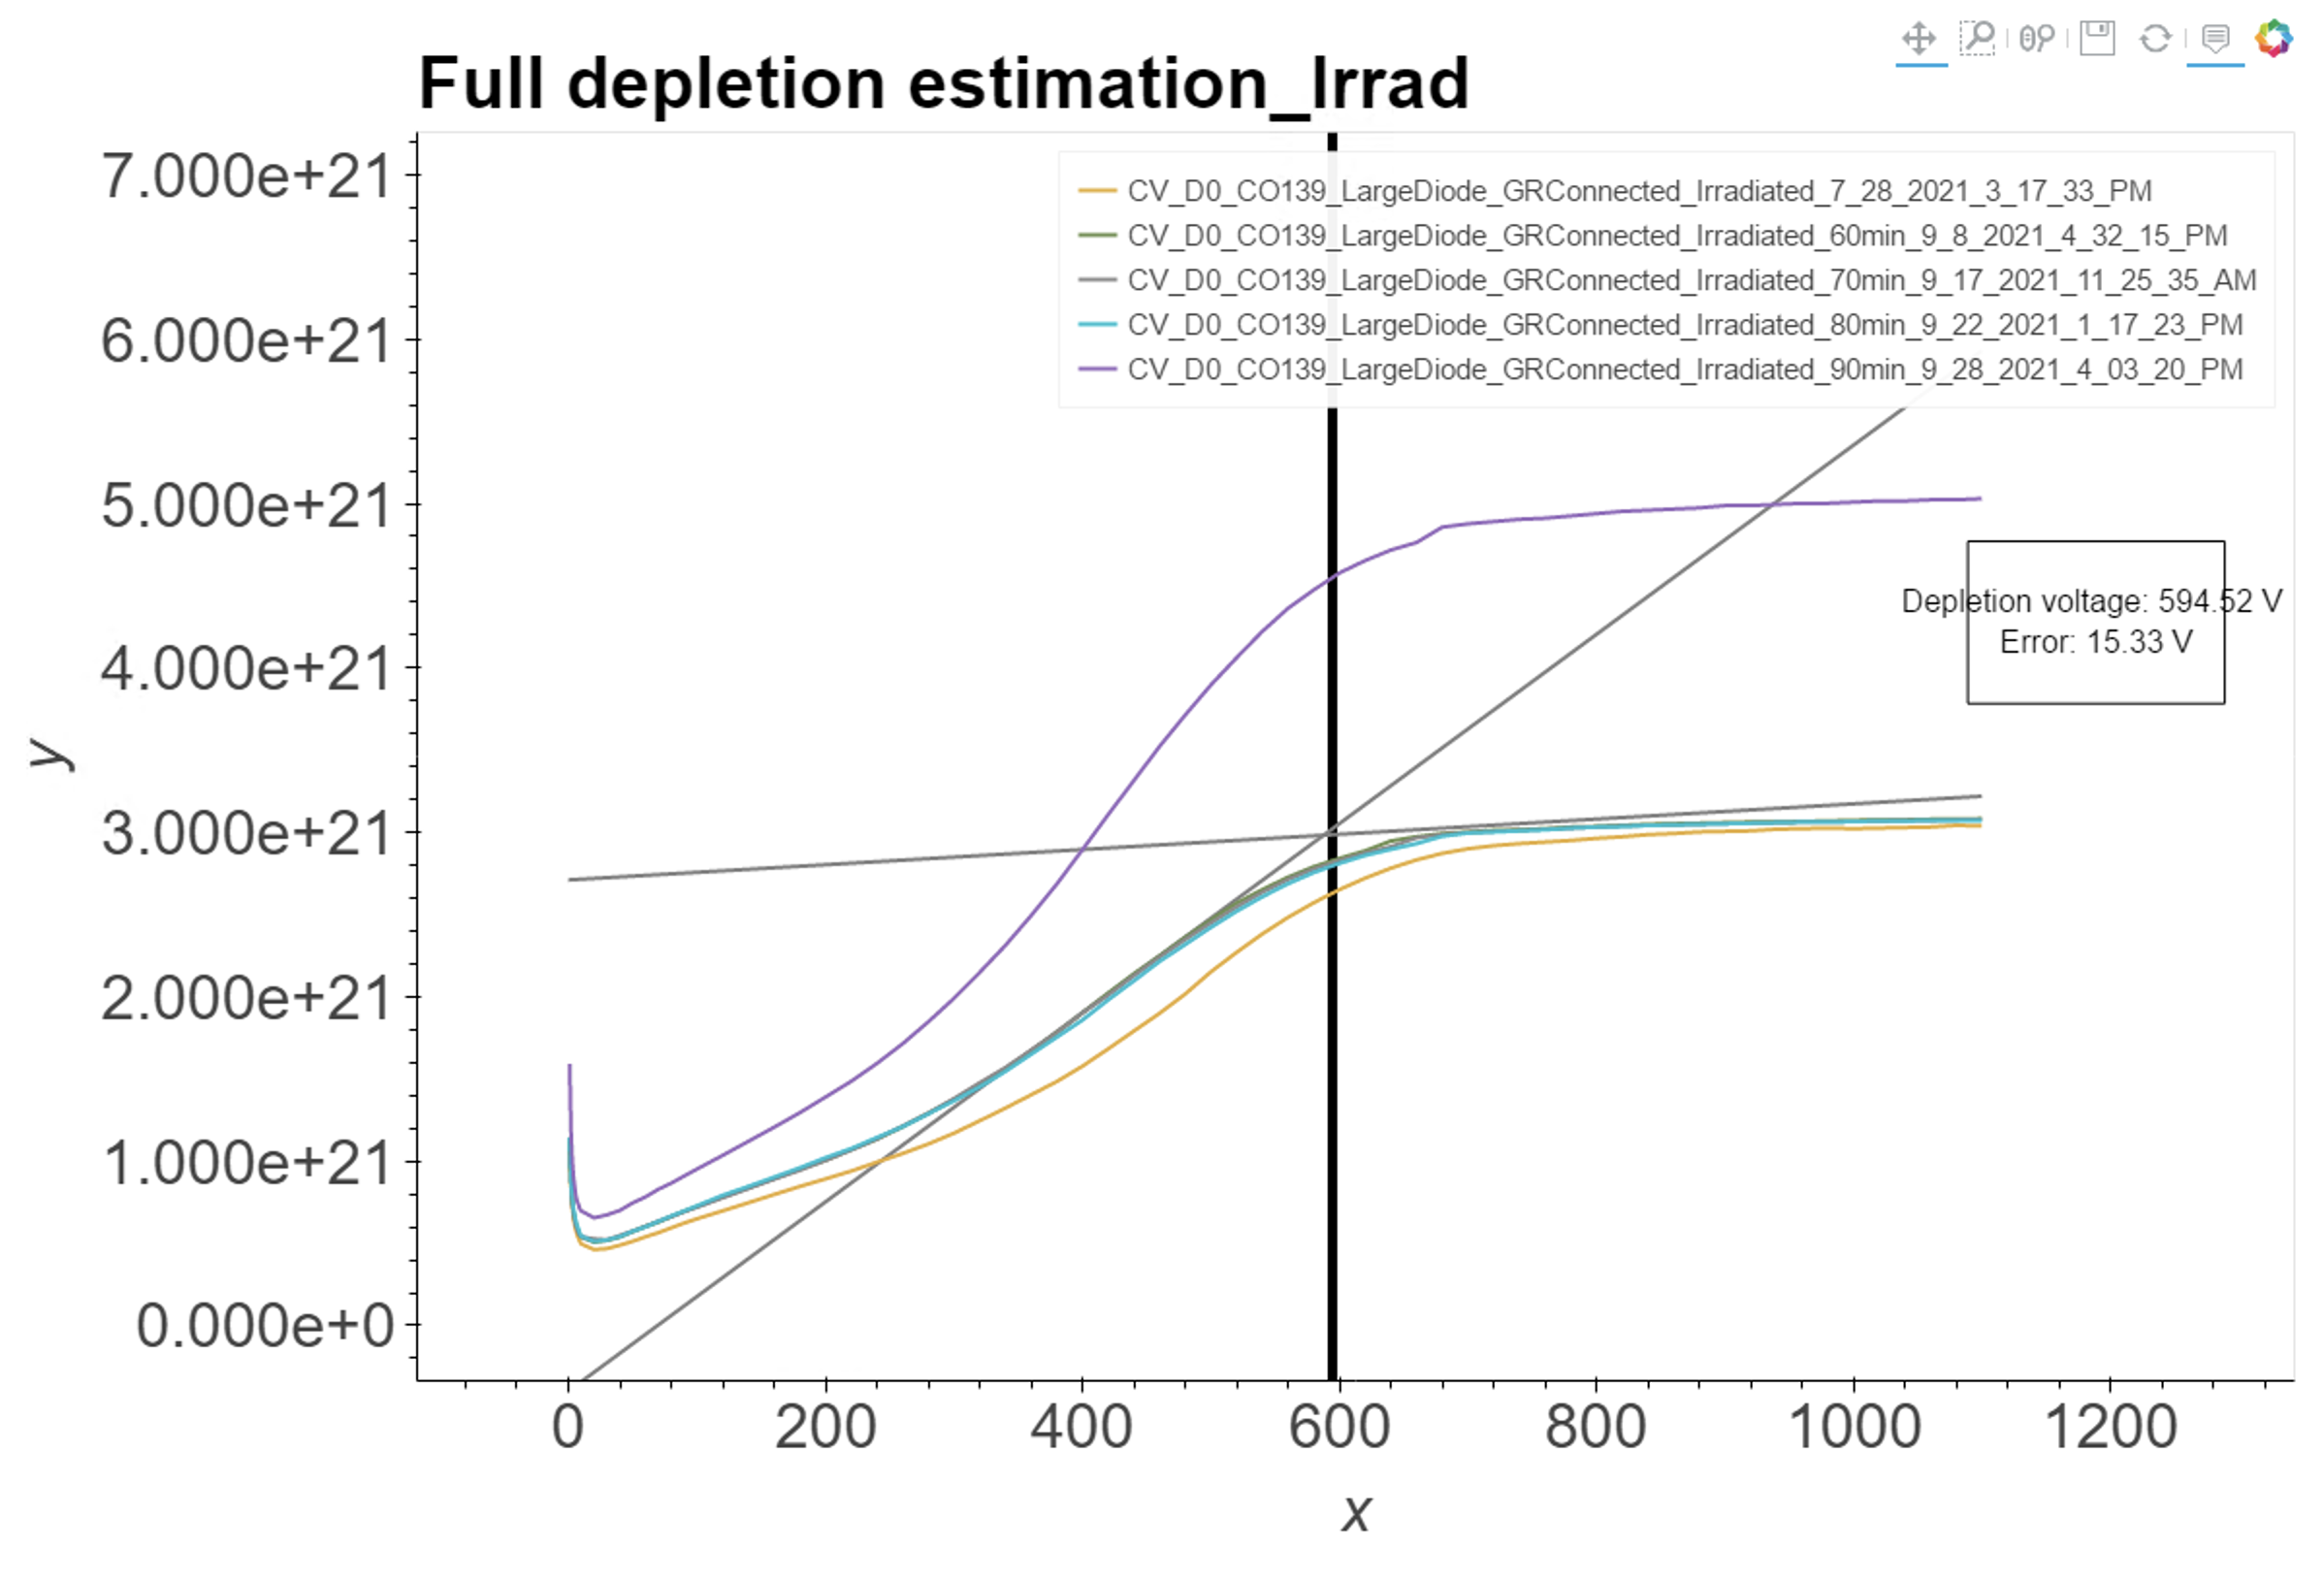 Full depletion estimation_Irrad
7.000e+21
6.000e+21
5.000e+21
4.000e+21
3.000e+21
2.000e+21
1.000e+21
0.000e+0
y
CV_D0_CO139_LargeDiode_GRConnected_Irradiated_7_28_2021_3_17_33_PM
CV_D0_CO139_LargeDiode_GRConnected_Irradiated_60min_9_8_2021_4_32_15_PM
CV_D0_CO139_LargeDiode_GRConnected_Irradiated_70min_9_17_2021_11_25_35_AM
CV_D0_CO139_LargeDiode_GRConnected_Irradiated_80min_9_22_2021_1_17_23_PM
CV_D0_CO139_LargeDiode_GRConnected_Irradiated_90min_9_28_2021_4_03_20_PM
Depletion voltage: 594.52 V
Error: 15.33 V
0 200 400 600 800 1000 1200
x